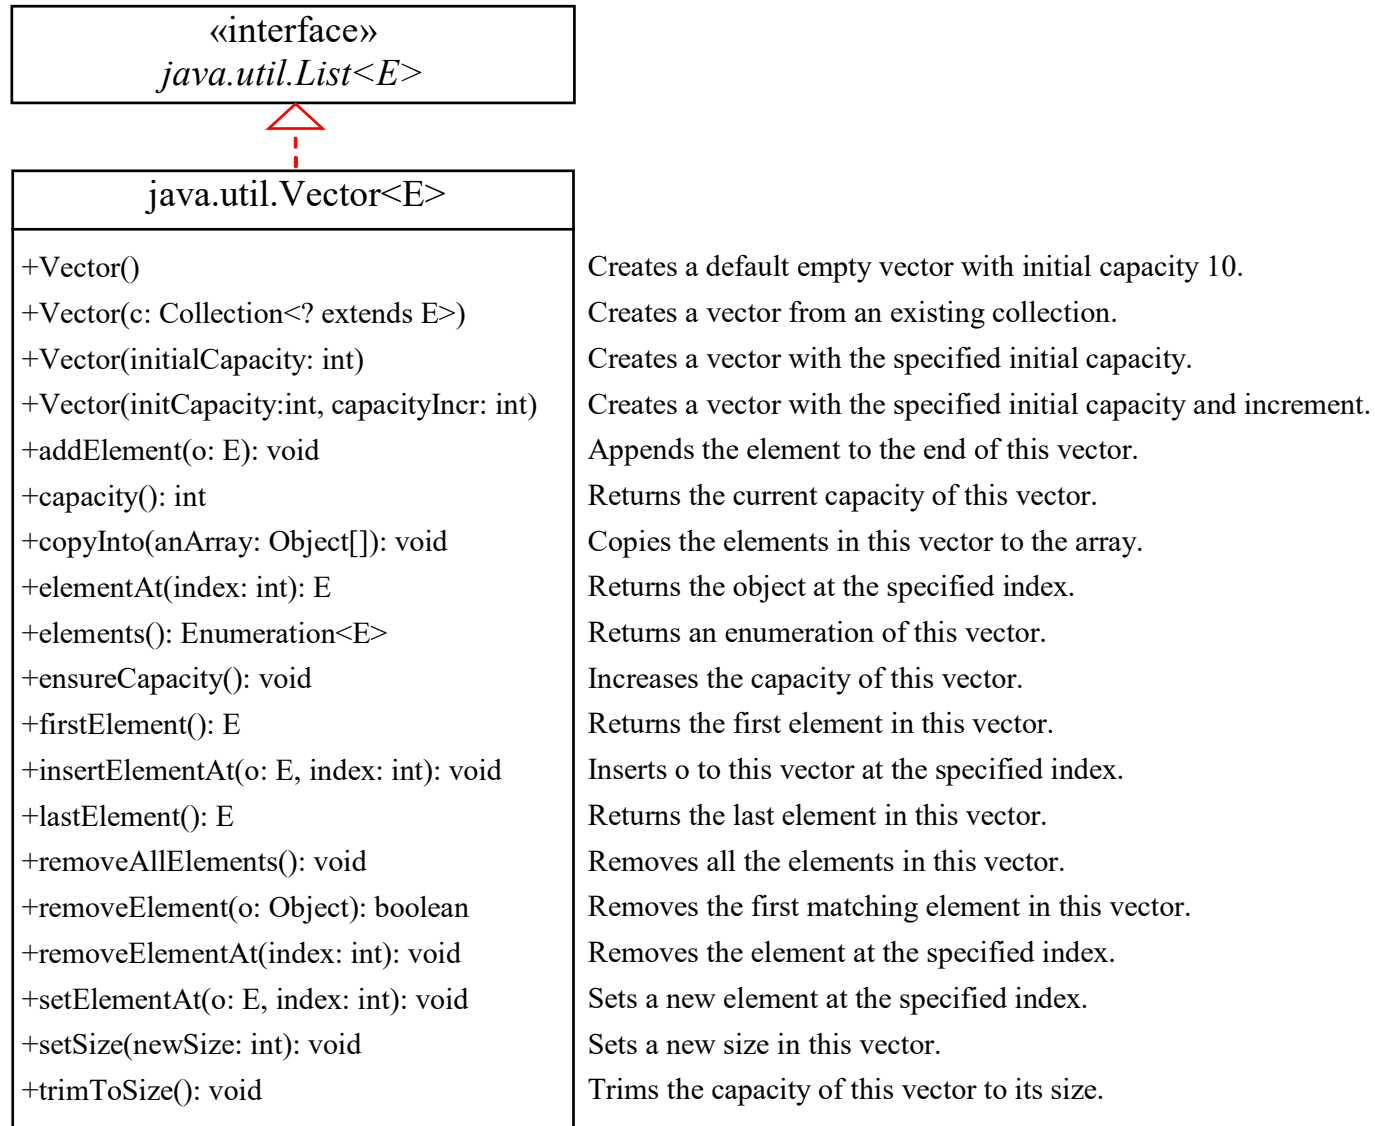 «interface»
java.util.List<E>
java.util.Vector<E>
+Vector() Creates a default empty vector with initial capacity 10.
+Vector(c: Collection<? extends E>) Creates a vector from an existing collection.
+Vector(initialCapacity: int) Creates a vector with the specified initial capacity.
+Vector(initCapacity:int, capacityIncr: int) Creates a vector with the specified initial capacity and increment.
+addElement(o: E): void Appends the element to the end of this vector.
+capacity(): int Returns the current capacity of this vector.
+copyInto(anArray: Object[]): void Copies the elements in this vector to the array.
+elementAt(index: int): E Returns the object at the specified index.
+elements(): Enumeration<E> Returns an enumeration of this vector.
+ensureCapacity(): void Increases the capacity of this vector.
+firstElement(): E Returns the first element in this vector.
+insertElementAt(o: E, index: int): void Inserts o to this vector at the specified index.
+lastElement(): E Returns the last element in this vector.
+removeAllElements(): void Removes all the elements in this vector.
+removeElement(o: Object): boolean Removes the first matching element in this vector.
+removeElementAt(index: int): void Removes the element at the specified index.
+setElementAt(o: E, index: int): void Sets a new element at the specified index.
+setSize(newSize: int): void Sets a new size in this vector.
+trimToSize(): void Trims the capacity of this vector to its size.